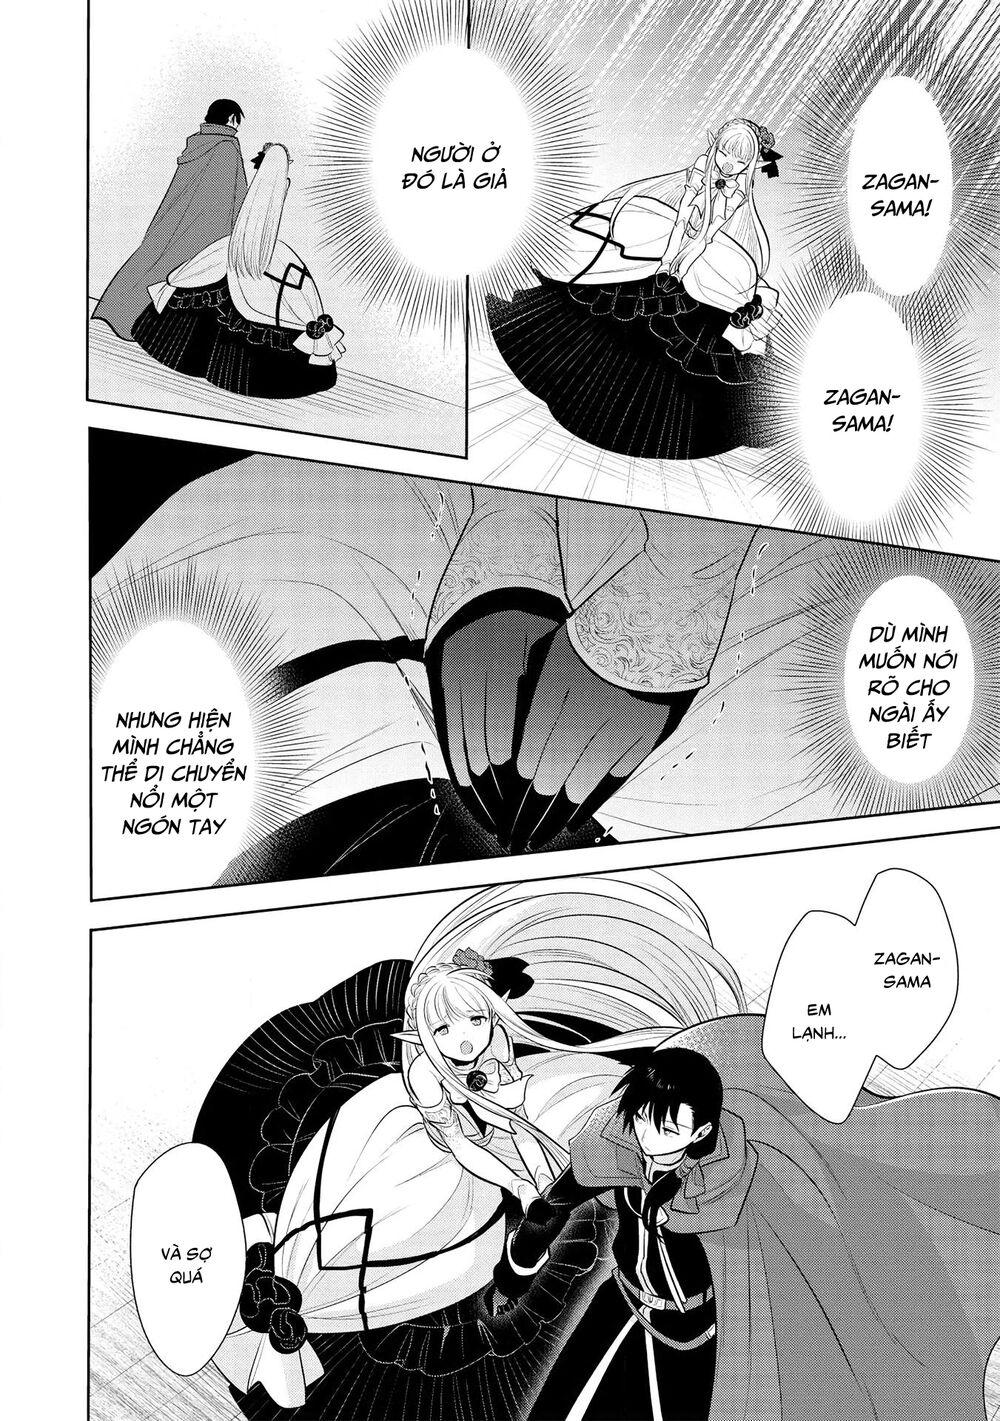 ZAGAN-
SAMA!
ZAGAN-
SAMA!
NGƯỜI Ở
ĐÓ LÀ GIẢ
DÙ MÌNH
MUỐN NÓI
RÕ CHO
NGÀI ẤY
BIẾT
NHƯNG HIỆN
MÌNH CHẲNG
THỂ DI CHUYỂN
NỔI MỘT
NGÓN TAY
ZAGAN-
SAMA
EM
LẠNH...
VÀ SỢ
QUÁ